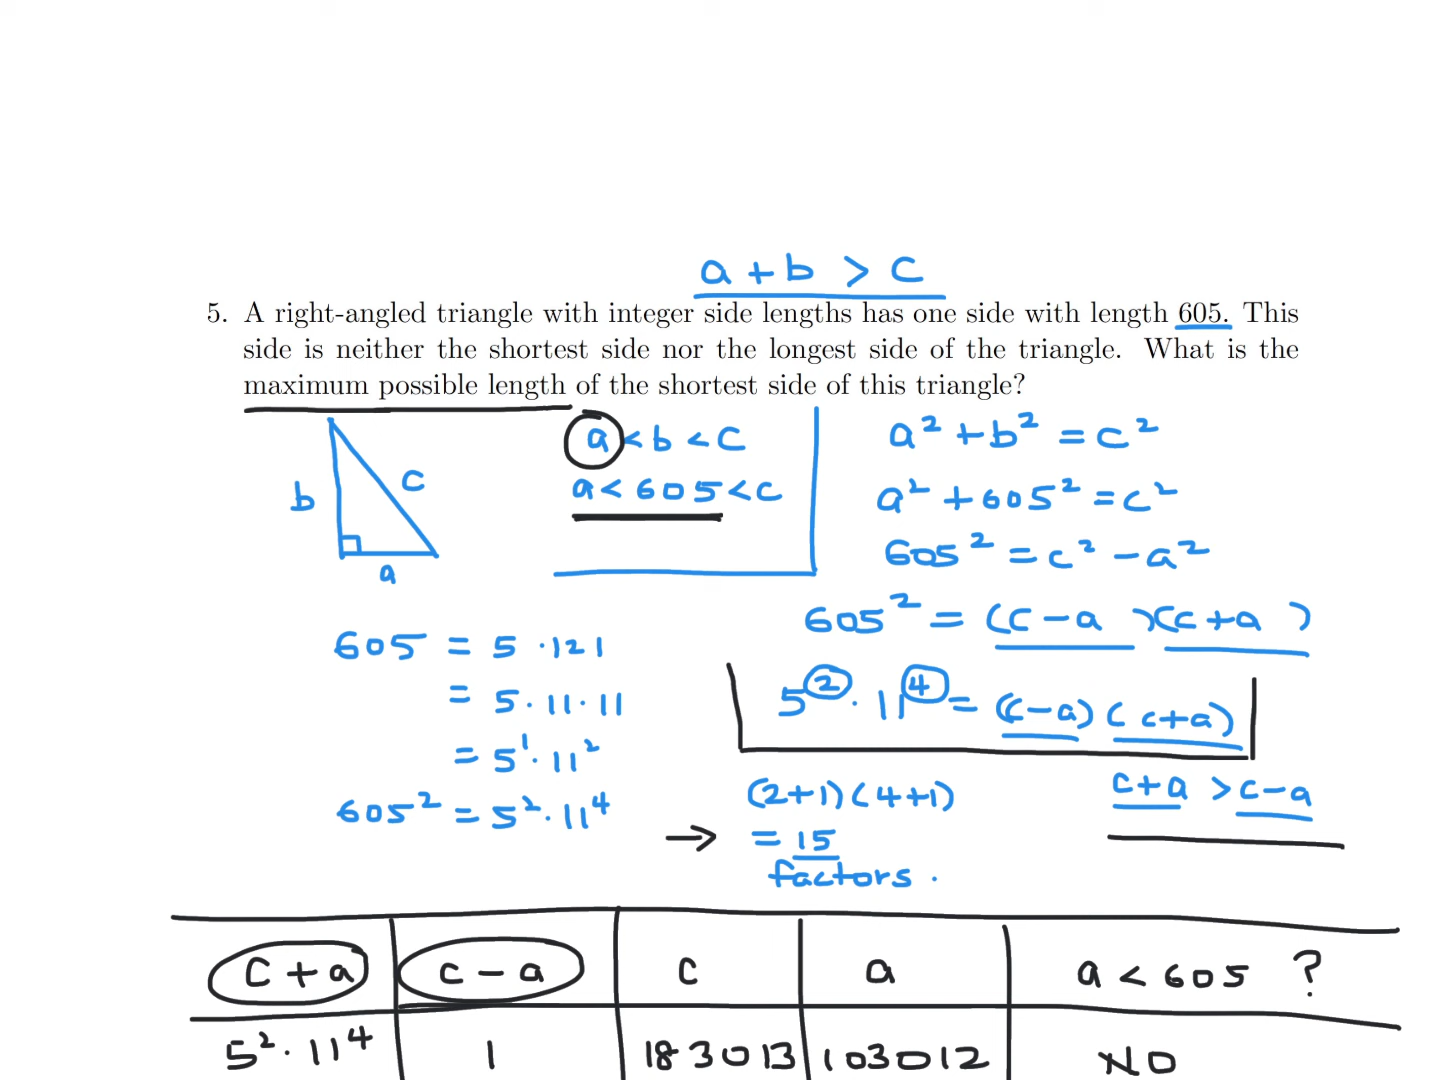 a + b > c
5. A right-angled triangle with integer side lengths has one side with length 605. This
side is neither the shortest side nor the longest side of the triangle. What is the
maximum possible length of the shortest side of this triangle?
a < b < c
a < 605 < c
b
c
a
a² + b² = c²
a² + 605² = c²
605² = c² - a²
605² = (c - a)(c + a)
5² · 11⁴ = (c - a)(c + a)
c + a > c - a
605 = 5 · 121
= 5 · 11 · 11
= 5¹ · 11²
605² = 5² · 11⁴
→ (2+1)(4+1)
= 15
factors.
c + a c - a c a a < 605 ?
5² · 11⁴ 1 183013 103012 NO